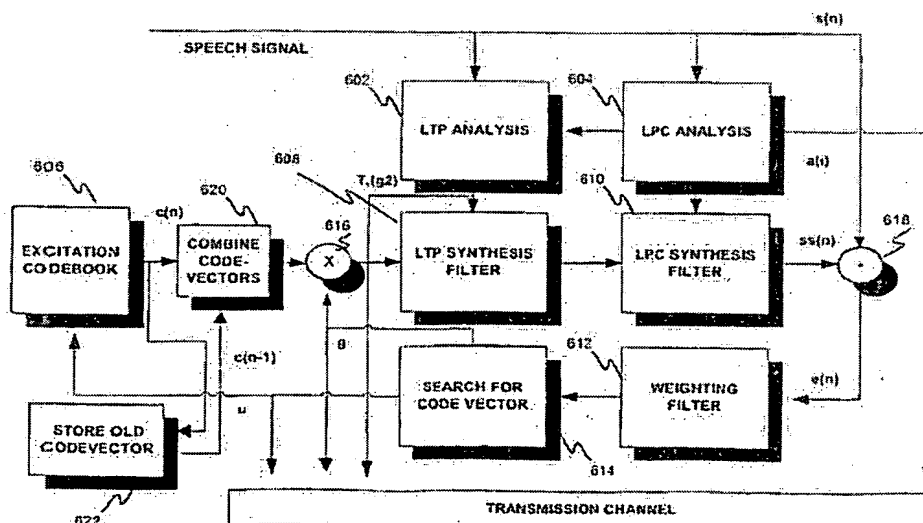 s(n)
SPEECH SIGNAL
602
604
LTP ANALYSIS
LPC ANALYSIS
a(i)
606
620
608
T,(g2)
610
c(n)
616
618
EXCITATION
CODEBOOK
COMBINE
CODE-
VECTORS
X
LTP SYNTHESIS
FILTER
LPC SYNTHESIS
FILTER
ss(n)
c(n-1)
g
612
u
SEARCH FOR
CODE VECTOR
WEIGHTING
FILTER
e(n)
STORE OLD
CODEVECTOR
614
622
TRANSMISSION CHANNEL